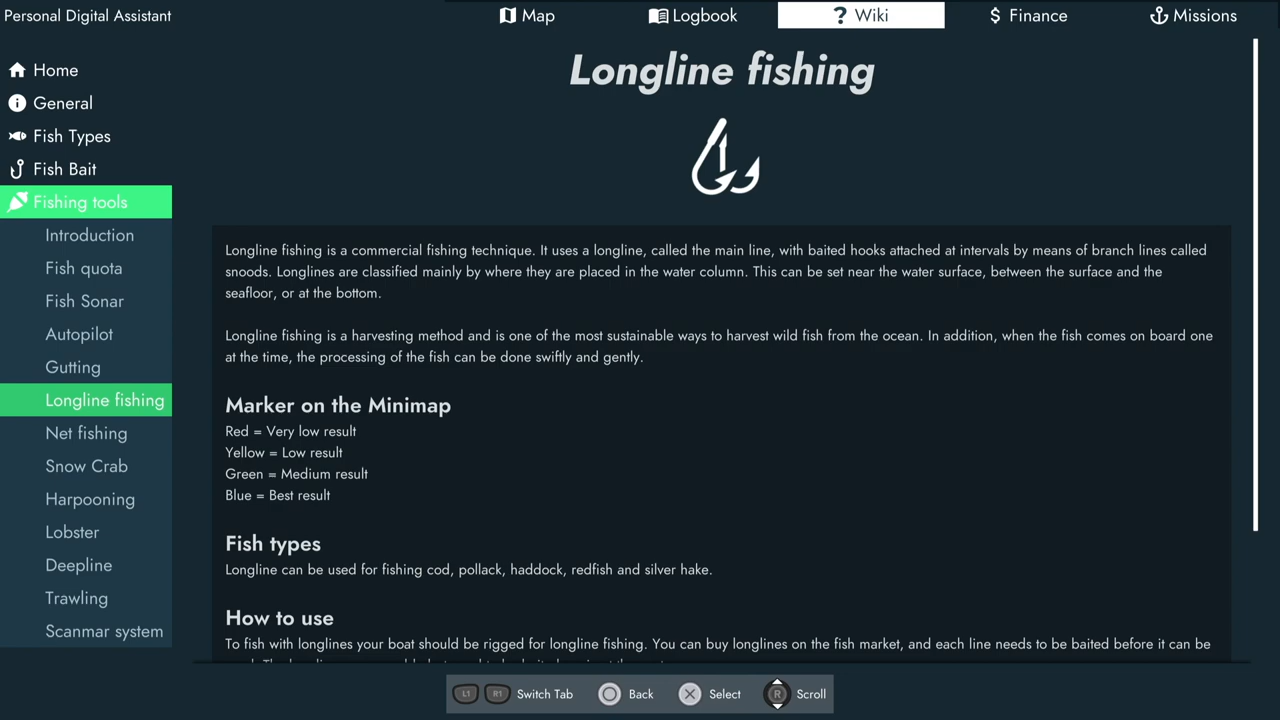 Personal Digital Assistant
Map
Logbook
? Wiki
$ Finance
Missions
Home
General
Fish Types
Fish Bait
Fishing tools
Introduction
Fish quota
Fish Sonar
Autopilot
Gutting
Longline fishing
Net fishing
Snow Crab
Harpooning
Lobster
Deepline
Trawling
Scanmar system
Longline fishing
Longline fishing is a commercial fishing technique. It uses a longline, called the main line, with baited hooks attached at intervals by means of branch lines called
snoods. Longlines are classified mainly by where they are placed in the water column. This can be set near the water surface, between the surface and the
seafloor, or at the bottom.
Longline fishing is a harvesting method and is one of the most sustainable ways to harvest wild fish from the ocean. In addition, when the fish comes on board one
at the time, the processing of the fish can be done swiftly and gently.
Marker on the Minimap
Red = Very low result
Yellow = Low result
Green = Medium result
Blue = Best result
Fish types
Longline can be used for fishing cod, pollack, haddock, redfish and silver hake.
How to use
To fish with longlines your boat should be rigged for longline fishing. You can buy longlines on the fish market, and each line needs to be baited before it can be
L1 R1 Switch Tab
Back
Select
R Scroll